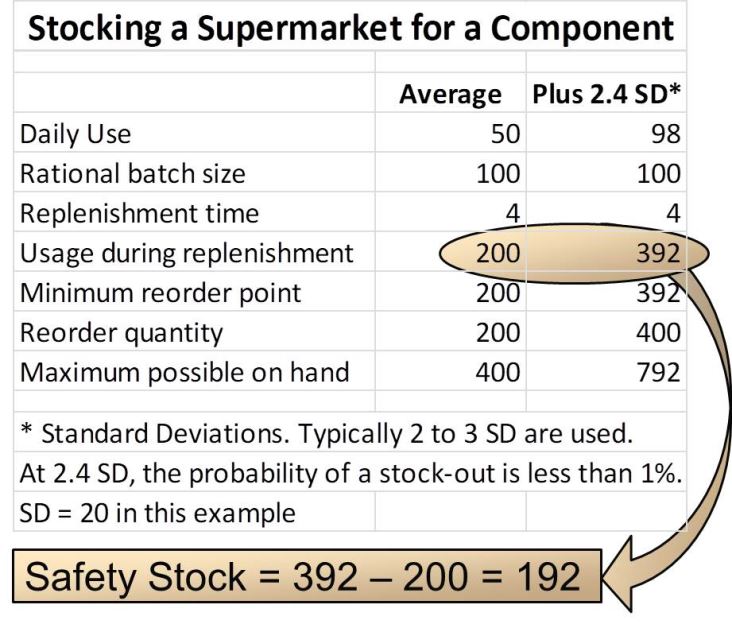 Stocking a Supermarket for a Component
Average Plus 2.4 SD*
Daily Use 50 98
Rational batch size 100 100
Replenishment time 4 4
Usage during replenishment 200 392
Minimum reorder point 200 392
Reorder quantity 200 400
Maximum possible on hand 400 792
* Standard Deviations. Typically 2 to 3 SD are used.
At 2.4 SD, the probability of a stock-out is less than 1%.
SD = 20 in this example
Safety Stock = 392 – 200 = 192